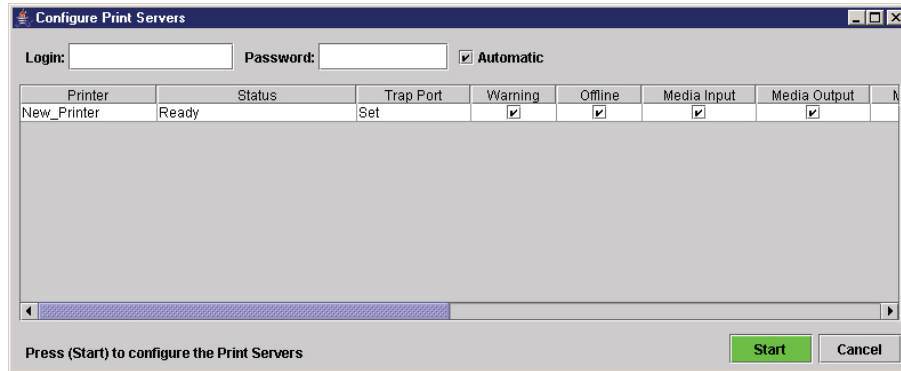 Configure Print Servers
Login: Password: Automatic
Printer Status Trap Port Warning Offline Media Input Media Output
New_Printer Ready Set
Press (Start) to configure the Print Servers Start Cancel